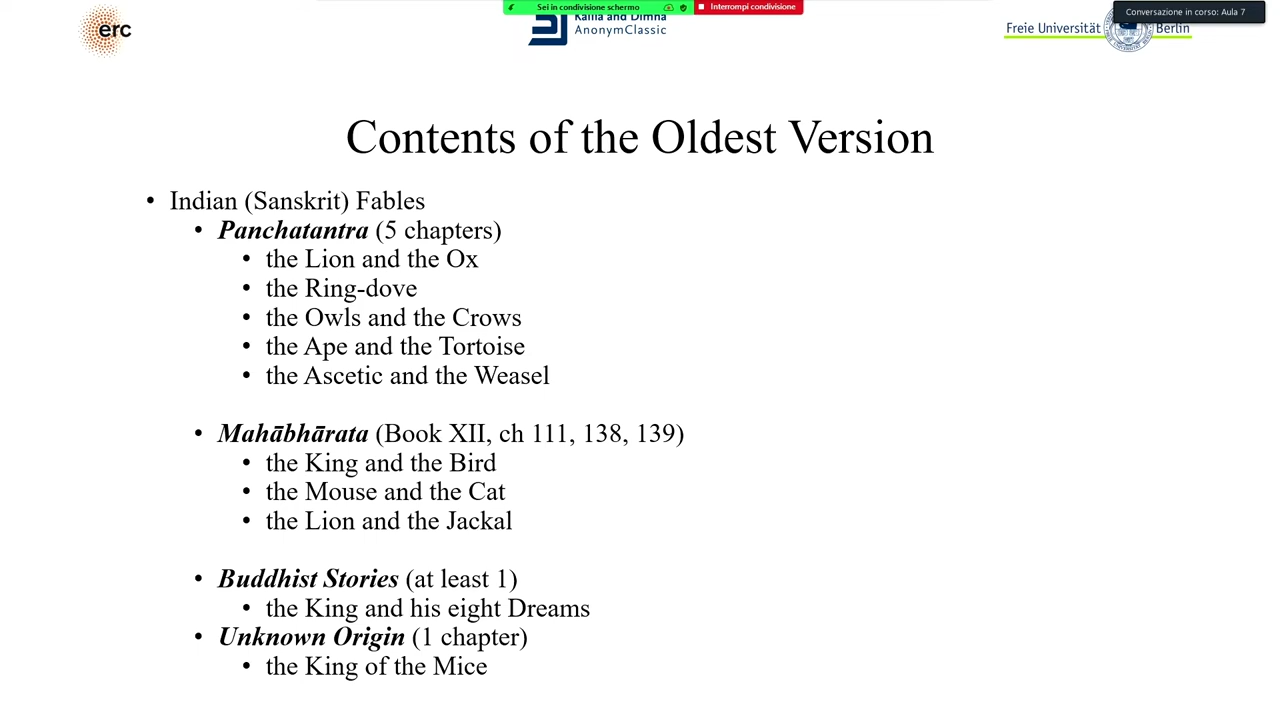 Sei in condivisione schermo
Interrompi condivisione
Conversazione in corso: Aula 7
erc
Kalila and Dimna
AnonymClassic
Freie Universität Berlin
Contents of the Oldest Version
• Indian (Sanskrit) Fables
• Panchatantra (5 chapters)
• the Lion and the Ox
• the Ring-dove
• the Owls and the Crows
• the Ape and the Tortoise
• the Ascetic and the Weasel
• Mahābhārata (Book XII, ch 111, 138, 139)
• the King and the Bird
• the Mouse and the Cat
• the Lion and the Jackal
• Buddhist Stories (at least 1)
• the King and his eight Dreams
• Unknown Origin (1 chapter)
• the King of the Mice